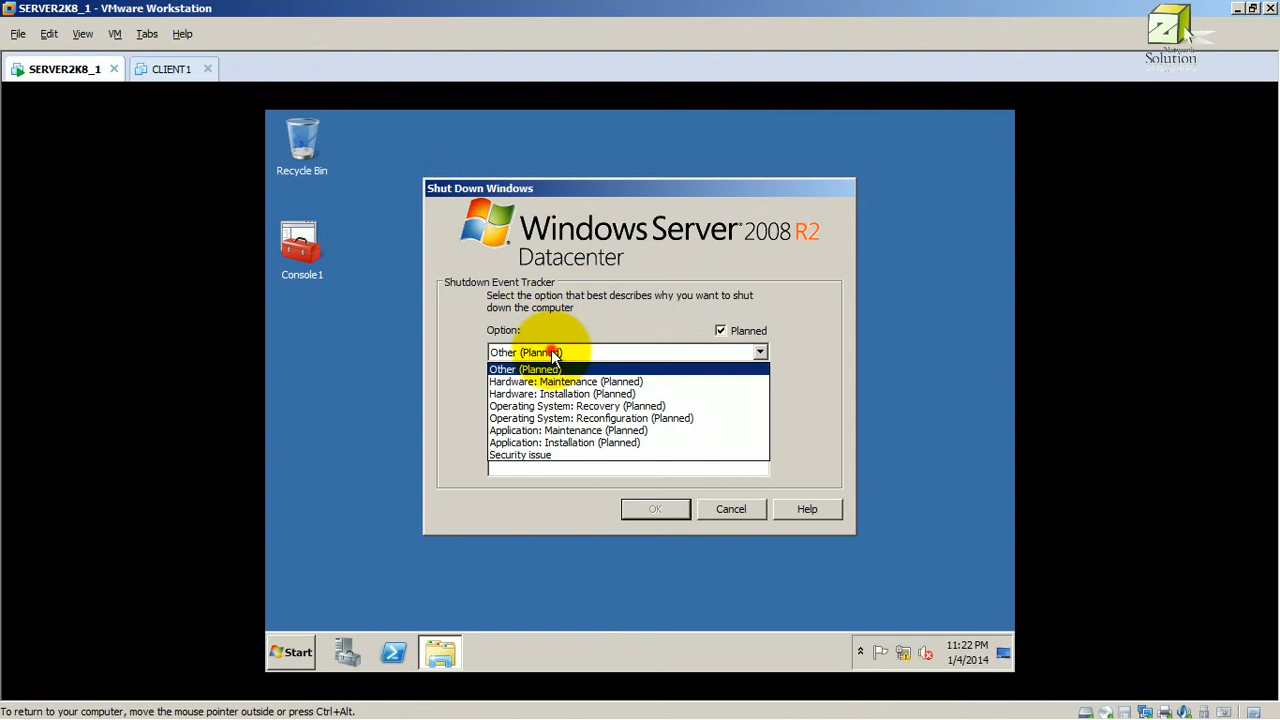 SERVER2K8_1 - VMware Workstation
File Edit View VM Tabs Help
SERVER2K8_1 CLIENT1
Solution
Recycle Bin
Console1
Shut Down Windows
Windows Server 2008 R2
Datacenter
Shutdown Event Tracker
Select the option that best describes why you want to shut
down the computer
Option: Planned
Other (Planned)
Other (Planned)
Hardware: Maintenance (Planned)
Hardware: Installation (Planned)
Operating System: Recovery (Planned)
Operating System: Reconfiguration (Planned)
Application: Maintenance (Planned)
Application: Installation (Planned)
Security issue
OK Cancel Help
Start
11:22 PM
1/4/2014
To return to your computer, move the mouse pointer outside or press Ctrl+Alt.